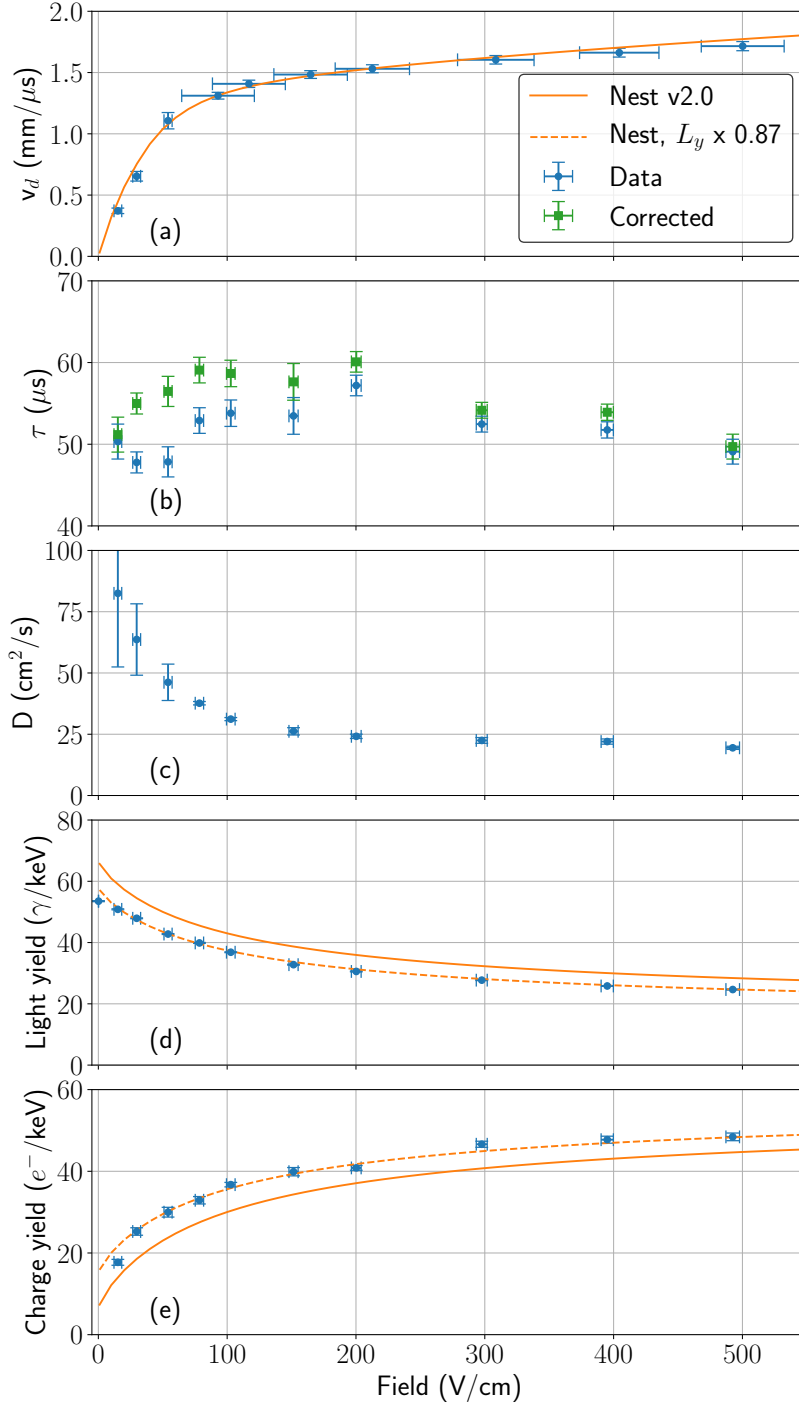 2.0
1.5
1.0
0.5
0.0
v_d (mm/μs)
(a)
Nest v2.0
Nest, L_y x 0.87
Data
Corrected
70
60
50
40
τ (μs)
(b)
100
75
50
25
0
D (cm²/s)
(c)
80
60
40
20
0
Light yield (γ/keV)
(d)
60
40
20
0
Charge yield (e⁻/keV)
(e)
0 100 200 300 400 500
Field (V/cm)